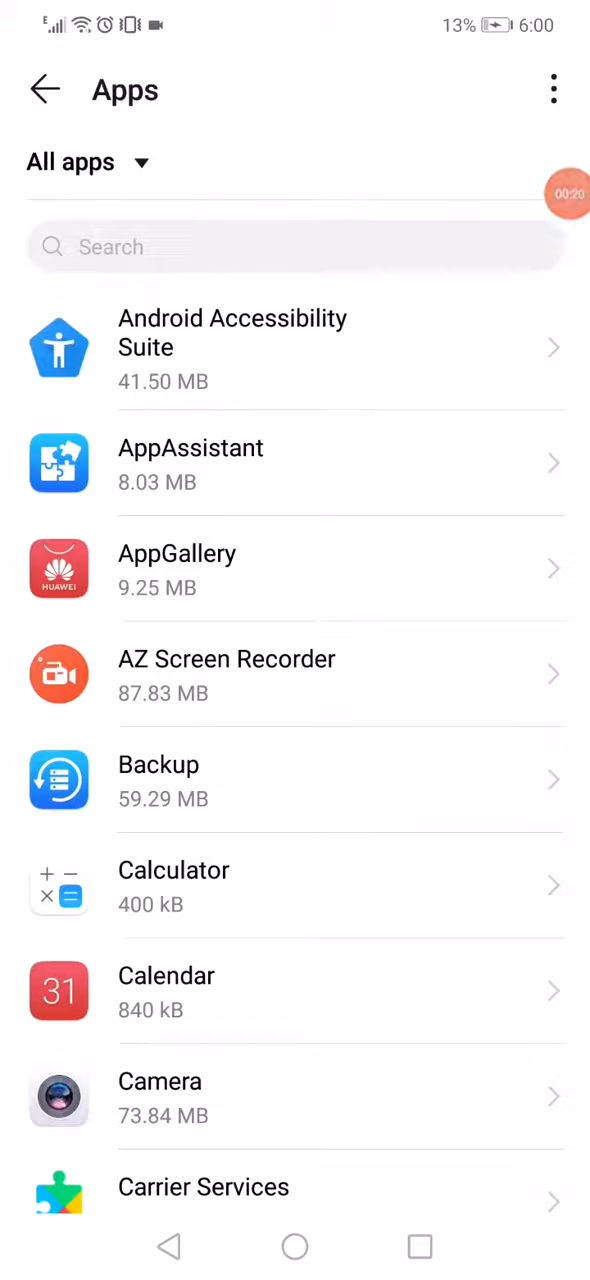 E 13% 6:00
Apps
All apps
00:20
Search
Android Accessibility
Suite
41.50 MB
AppAssistant
8.03 MB
AppGallery
HUAWEI
9.25 MB
AZ Screen Recorder
87.83 MB
Backup
59.29 MB
Calculator
400 kB
Calendar
31
840 kB
Camera
73.84 MB
Carrier Services